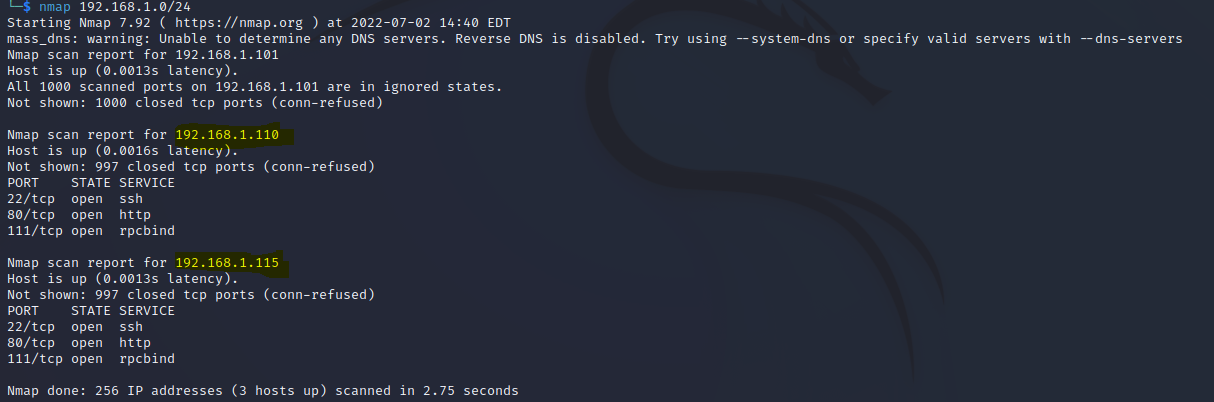 └─$ nmap 192.168.1.0/24
Starting Nmap 7.92 ( https://nmap.org ) at 2022-07-02 14:40 EDT
mass_dns: warning: Unable to determine any DNS servers. Reverse DNS is disabled. Try using --system-dns or specify valid servers with --dns-servers
Nmap scan report for 192.168.1.101
Host is up (0.0013s latency).
All 1000 scanned ports on 192.168.1.101 are in ignored states.
Not shown: 1000 closed tcp ports (conn-refused)

Nmap scan report for 192.168.1.110
Host is up (0.0016s latency).
Not shown: 997 closed tcp ports (conn-refused)
PORT    STATE SERVICE
22/tcp  open  ssh
80/tcp  open  http
111/tcp open  rpcbind

Nmap scan report for 192.168.1.115
Host is up (0.0013s latency).
Not shown: 997 closed tcp ports (conn-refused)
PORT    STATE SERVICE
22/tcp  open  ssh
80/tcp  open  http
111/tcp open  rpcbind

Nmap done: 256 IP addresses (3 hosts up) scanned in 2.75 seconds